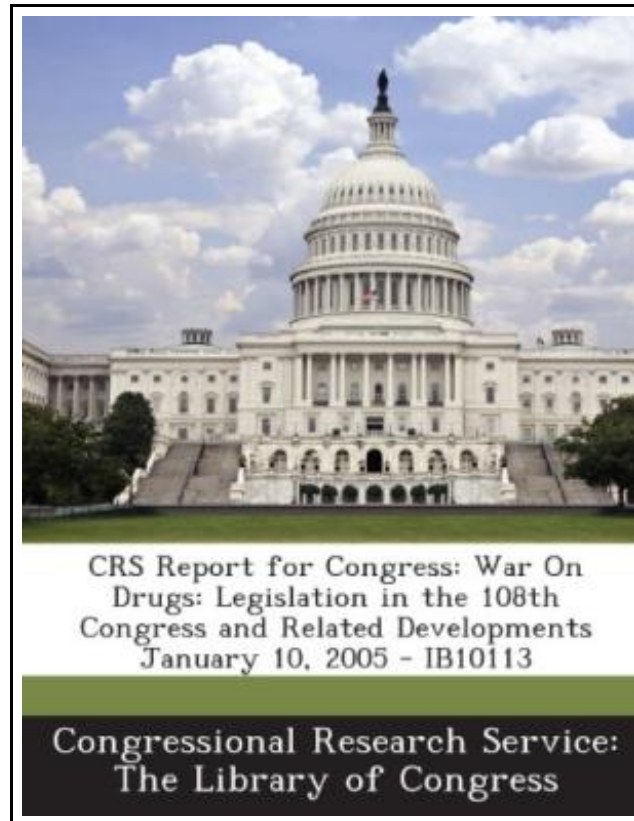 CRS Report for Congress: War On
Drugs: Legislation in the 108th
Congress and Related Developments
January 10, 2005 - IB10113
Congressional Research Service:
The Library of Congress